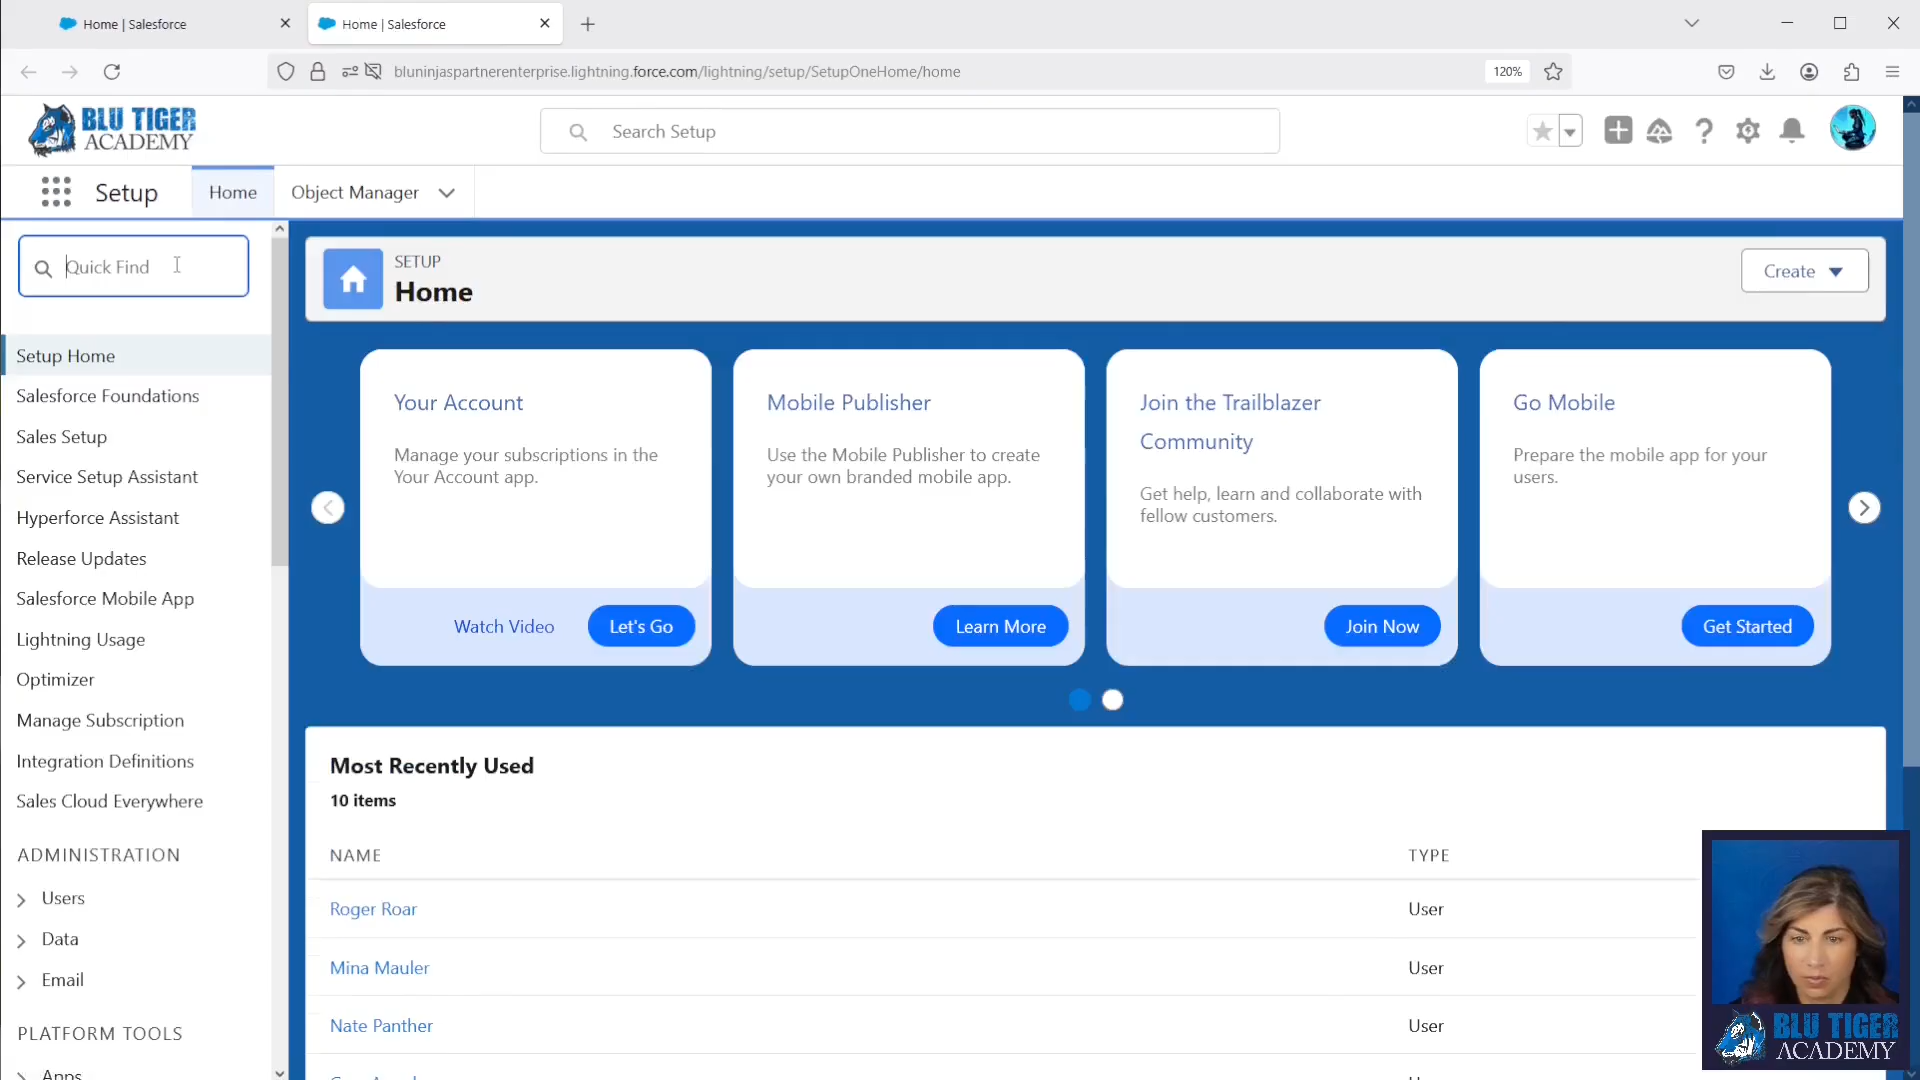 Home | Salesforce
Home | Salesforce
bluninjaspartnerenterprise.lightning.force.com/lightning/setup/SetupOneHome/home
120%
BLU TIGER
ACADEMY
Search Setup
Setup
Home
Object Manager
Quick Find
SETUP
Home
Create
Setup Home
Salesforce Foundations
Sales Setup
Service Setup Assistant
Hyperforce Assistant
Release Updates
Salesforce Mobile App
Lightning Usage
Optimizer
Manage Subscription
Integration Definitions
Sales Cloud Everywhere
ADMINISTRATION
Users
Data
Email
PLATFORM TOOLS
Apps
Your Account
Manage your subscriptions in the
Your Account app.
Watch Video
Let's Go
Mobile Publisher
Use the Mobile Publisher to create
your own branded mobile app.
Learn More
Join the Trailblazer
Community
Get help, learn and collaborate with
fellow customers.
Join Now
Go Mobile
Prepare the mobile app for your
users.
Get Started
Most Recently Used
10 items
NAME
TYPE
Roger Roar
User
Mina Mauler
User
Nate Panther
User
BLU TIGER
ACADEMY